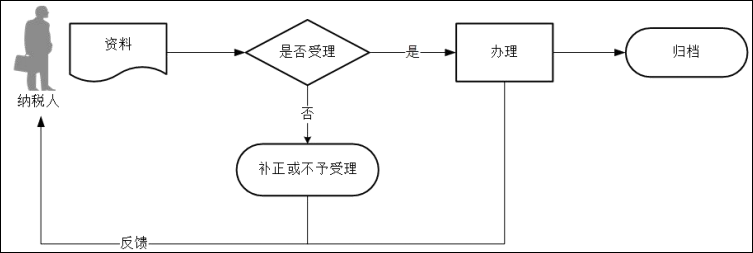 资料
是否受理
是
办理
归档
纳税人
否
补正或不予受理
反馈